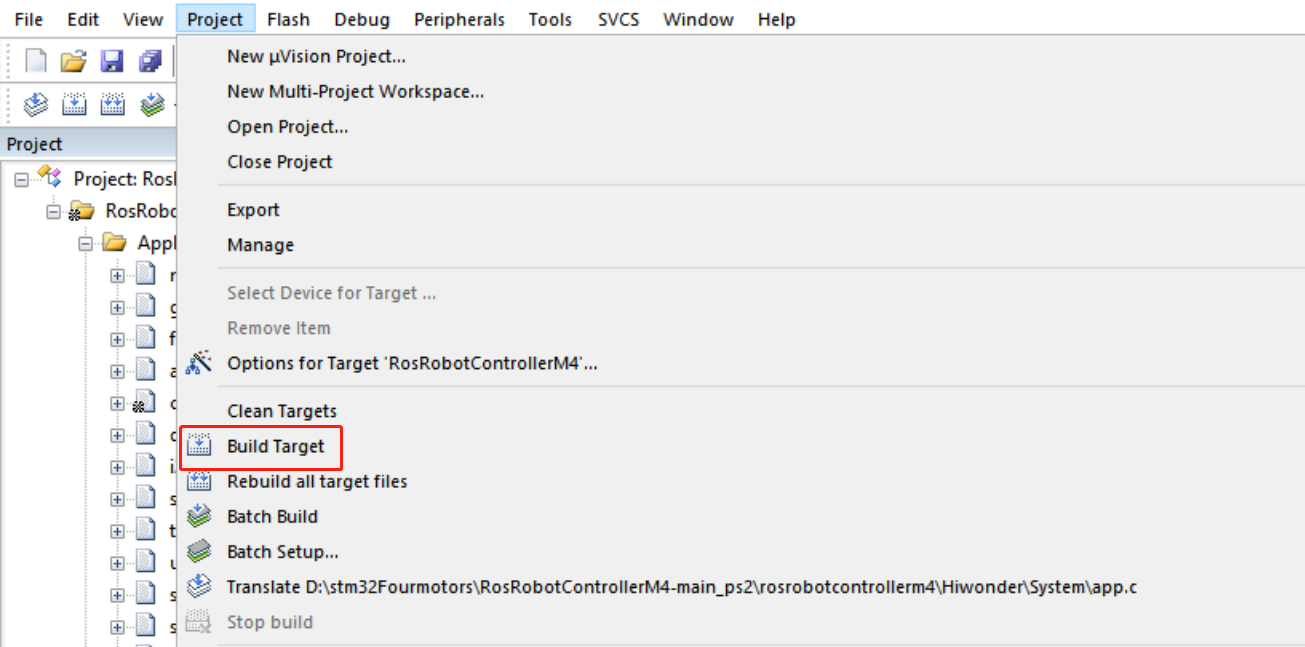 File Edit View Project Flash Debug Peripherals Tools SVCS Window Help
New µVision Project...
New Multi-Project Workspace...
Open Project...
Close Project
Project
Project:
Export
Manage
Select Device for Target ...
Remove Item
Options for Target 'RosRobotControllerM4'...
Clean Targets
Build Target
Rebuild all target files
Batch Build
Batch Setup...
Translate D:\stm32Fourmotors\RosRobotControllerM4-main_ps2\rosrobotcontrollerm4\Hiwonder\System\app.c
Stop build